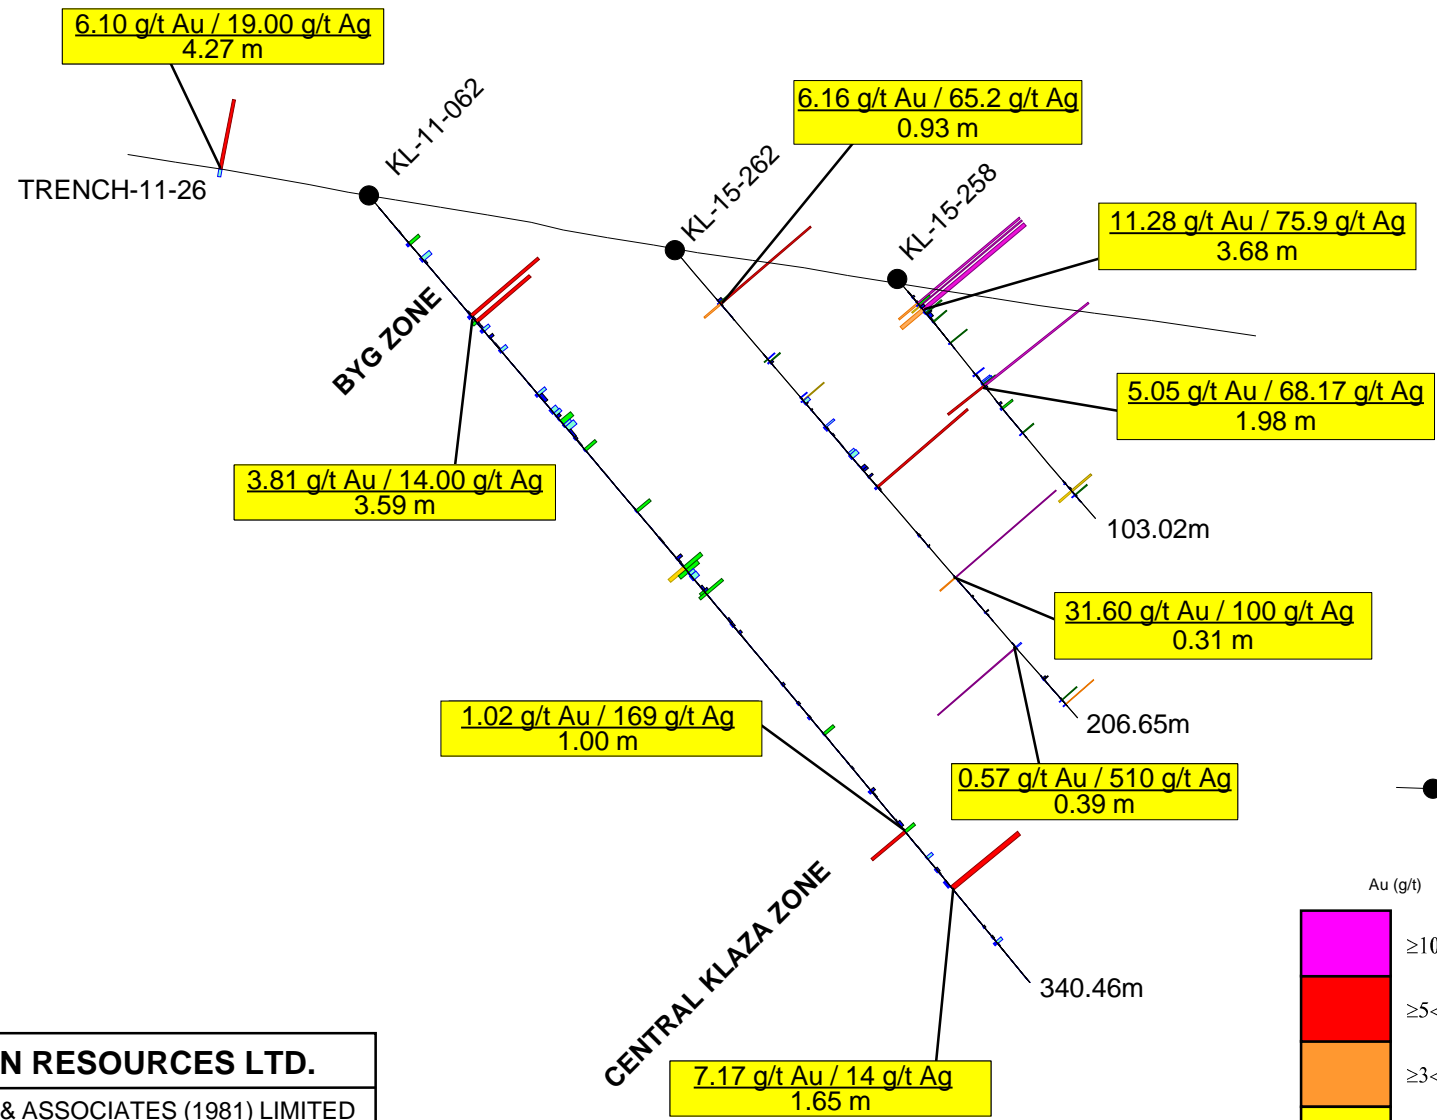 6.10 g/t Au / 19.00 g/t Ag
4.27 m
TRENCH-11-26
KL-11-062
KL-15-262
KL-15-258
6.16 g/t Au / 65.2 g/t Ag
0.93 m
11.28 g/t Au / 75.9 g/t Ag
3.68 m
BYG ZONE
5.05 g/t Au / 68.17 g/t Ag
1.98 m
3.81 g/t Au / 14.00 g/t Ag
3.59 m
103.02m
31.60 g/t Au / 100 g/t Ag
0.31 m
1.02 g/t Au / 169 g/t Ag
1.00 m
206.65m
0.57 g/t Au / 510 g/t Ag
0.39 m
CENTRAL KLAZA ZONE
340.46m
7.17 g/t Au / 14 g/t Ag
1.65 m
Au (g/t)
≥10
≥5<
≥3<
N RESOURCES LTD.
& ASSOCIATES (1981) LIMITED